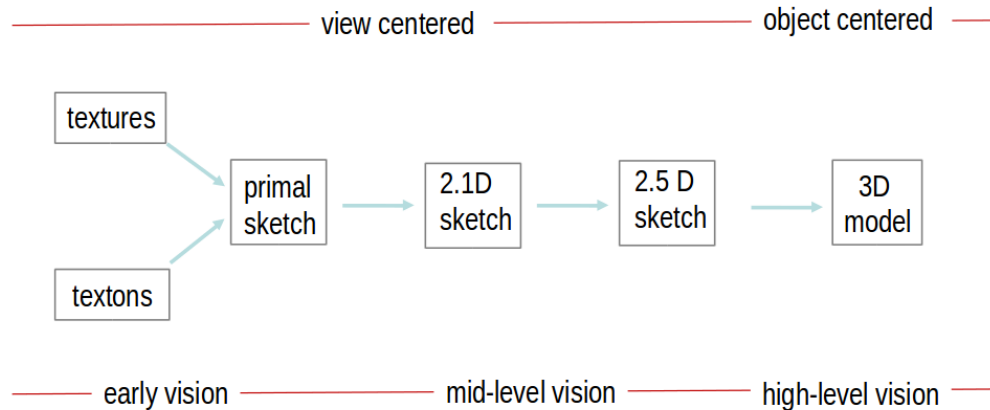 view centered
object centered
textures
primal
sketch
2.1D
sketch
2.5 D
sketch
3D
model
textons
early vision
mid-level vision
high-level vision